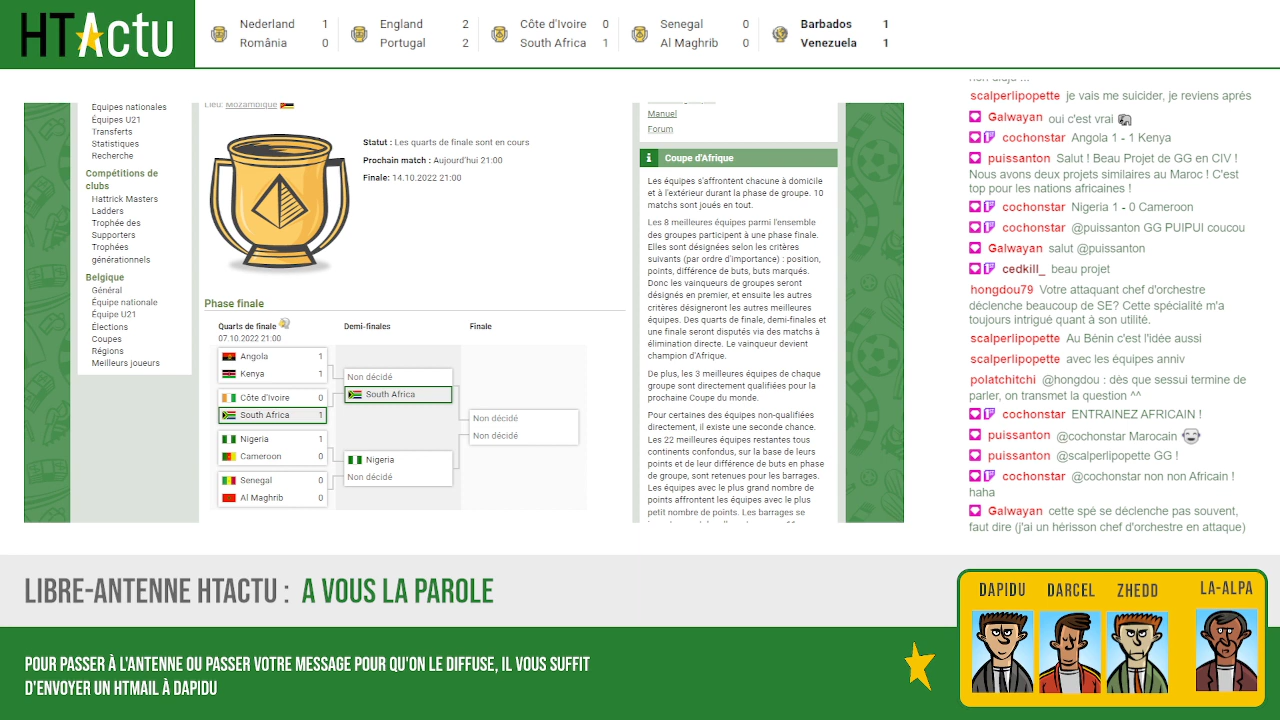 HTActu
Nederland 1
România 0
England 2
Portugal 2
Côte d'Ivoire 0
South Africa 1
Senegal 0
Al Maghrib 0
Barbados 1
Venezuela 1
Équipes nationales
Équipes U21
Transferts
Statistiques
Recherche
Compétitions de
clubs
Hattrick Masters
Ladders
Trophée des
Supporters
Trophées
générationnels
Belgique
Général
Équipe nationale
Équipe U21
Élections
Coupes
Régions
Meilleurs joueurs
Lieu: Mozambique
Statut : Les quarts de finale sont en cours
Prochain match : Aujourd'hui 21:00
Finale: 14.10.2022 21:00
Phase finale
Quarts de finale
Demi-finales
Finale
07.10.2022 21:00
Angola 1
Kenya 1
Côte d'Ivoire 0
South Africa 1
Nigeria 1
Cameroon 0
Senegal 0
Al Maghrib 0
Non décidé
South Africa
Nigeria
Non décidé
Non décidé
Non décidé
Manuel
Forum
Coupe d'Afrique
Les équipes s'affrontent chacune à domicile
et à l'extérieur durant la phase de groupe. 10
matchs sont joués en tout.
Les 8 meilleures équipes parmi l'ensemble
des groupes participent à une phase finale.
Elles sont désignées selon les critères
suivants (par ordre d'importance) : position,
points, différence de buts, buts marqués.
Donc les vainqueurs de groupes seront
désignés en premier, et ensuite les autres
critères désigneront les autres meilleures
équipes. Des quarts de finale, demi-finales et
une finale seront disputés via des matchs à
élimination directe. Le vainqueur devient
champion d'Afrique.
De plus, les 3 meilleures équipes de chaque
groupe sont directement qualifiées pour la
prochaine Coupe du monde.
Pour certaines des équipes non-qualifiées
directement, il existe une seconde chance.
Les 22 meilleures équipes restantes tous
continents confondus, sur la base de leurs
points et de leur différence de buts en phase
de groupe, sont retenues pour les barrages.
Les équipes avec le plus grand nombre de
points affrontent les équipes avec le plus
petit nombre de points. Les barrages se
scalperlipopette je vais me suicider, je reviens aprés
Galwayan oui c'est vrai
cochonstar Angola 1 - 1 Kenya
puissanton Salut ! Beau Projet de GG en CIV !
Nous avons deux projets similaires au Maroc ! C'est
top pour les nations africaines !
cochonstar Nigeria 1 - 0 Cameroon
cochonstar @puissanton GG PUIPUI coucou
Galwayan salut @puissanton
cedkill_ beau projet
hongdou79 Votre attaquant chef d'orchestre
déclenche beaucoup de SE? Cette spécialité m'a
toujours intrigué quant à son utilité.
scalperlipopette Au Bénin c'est l'idée aussi
scalperlipopette avec les équipes anniv
polatchitchi @hongdou : dès que sessui termine de
parler, on transmet la question ^^
cochonstar ENTRAINEZ AFRICAIN !
puissanton @cochonstar Marocain
puissanton @scalperlipopette GG !
cochonstar @cochonstar non non Africain !
haha
Galwayan cette spé se déclenche pas souvent,
faut dire (j'ai un hérisson chef d'orchestre en attaque)
LIBRE-ANTENNE HTACTU : A VOUS LA PAROLE
POUR PASSER À L'ANTENNE OU PASSER VOTRE MESSAGE POUR QU'ON LE DIFFUSE, IL VOUS SUFFIT
D'ENVOYER UN HTMAIL À DAPIDU
DAPIDU DARCEL ZHEDD LA-ALPA